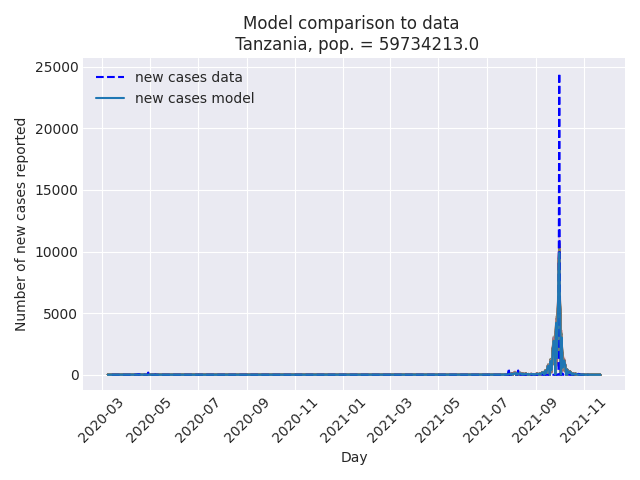 Model comparison to data
Tanzania, pop. = 59734213.0
new cases data
new cases model
Number of new cases reported
25000
20000
15000
10000
5000
0
2020-03
2020-05
2020-07
2020-09
2020-11
2021-01
2021-03
2021-05
2021-07
2021-09
2021-11
Day